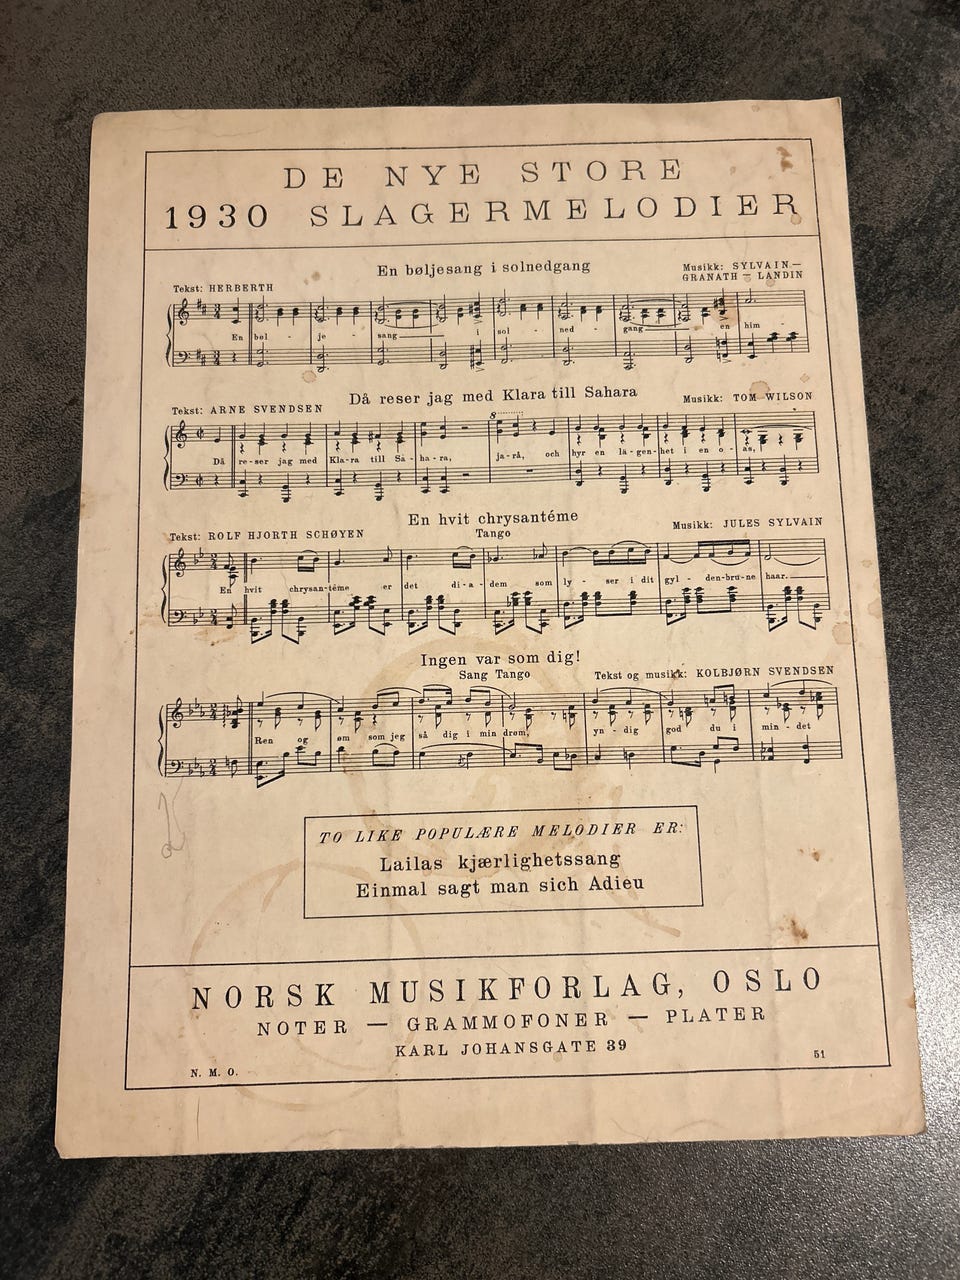 DE NYE STORE
1930 SLAGERMELODIER
En bøljesang i solnedgang
Tekst: HERBERTH
Musikk: SYLVAIN—
GRANATH — LANDIN
En bøl - je- sang i sol - ned- gang en him -
Då reser jag med Klara till Sahara
Tekst: ARNE SVENDSEN
Musikk: TOM WILSON
8
Då re-ser jag med Kla-ra till Sa-ha-ra, ja-rå, och hyr en lä-gen-het i en o-as,
En hvit chrysantéme
Tekst: ROLF HJORTH SCHØYEN
Tango
Musikk: JULES SYLVAIN
En hvit chrysan-téme er det di-a-dem som ly - ser i dit gyl - den-bru-ne haar.
Ingen var som dig!
Sang Tango
Tekst og musikk: KOLBJØRN SVENDSEN
Ren og øm som jeg så dig i min drøm, yn - dig god du i min - det
TO LIKE POPULÆRE MELODIER ER:
Lailas kjærlighetssang
Einmal sagt man sich Adieu
NORSK MUSIKFORLAG, OSLO
NOTER — GRAMMOFONER — PLATER
KARL JOHANSGATE 39
N. M. O.
51